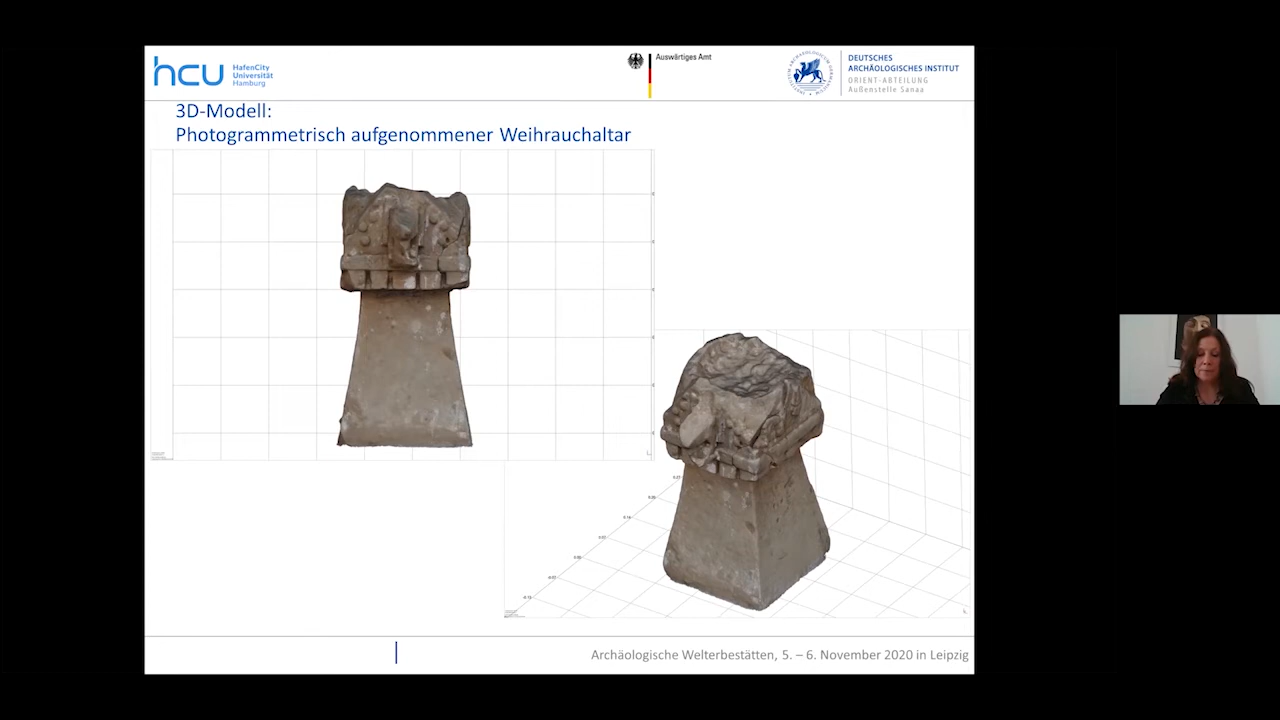 hcu
HafenCity
Universität
Hamburg
Auswärtiges Amt
DEUTSCHES
ARCHÄOLOGISCHES INSTITUT
ORIENT-ABTEILUNG
Außenstelle Sanaa
3D-Modell:
Photogrammetrisch aufgenommener Weihrauchaltar
Archäologische Welterbestätten, 5. – 6. November 2020 in Leipzig